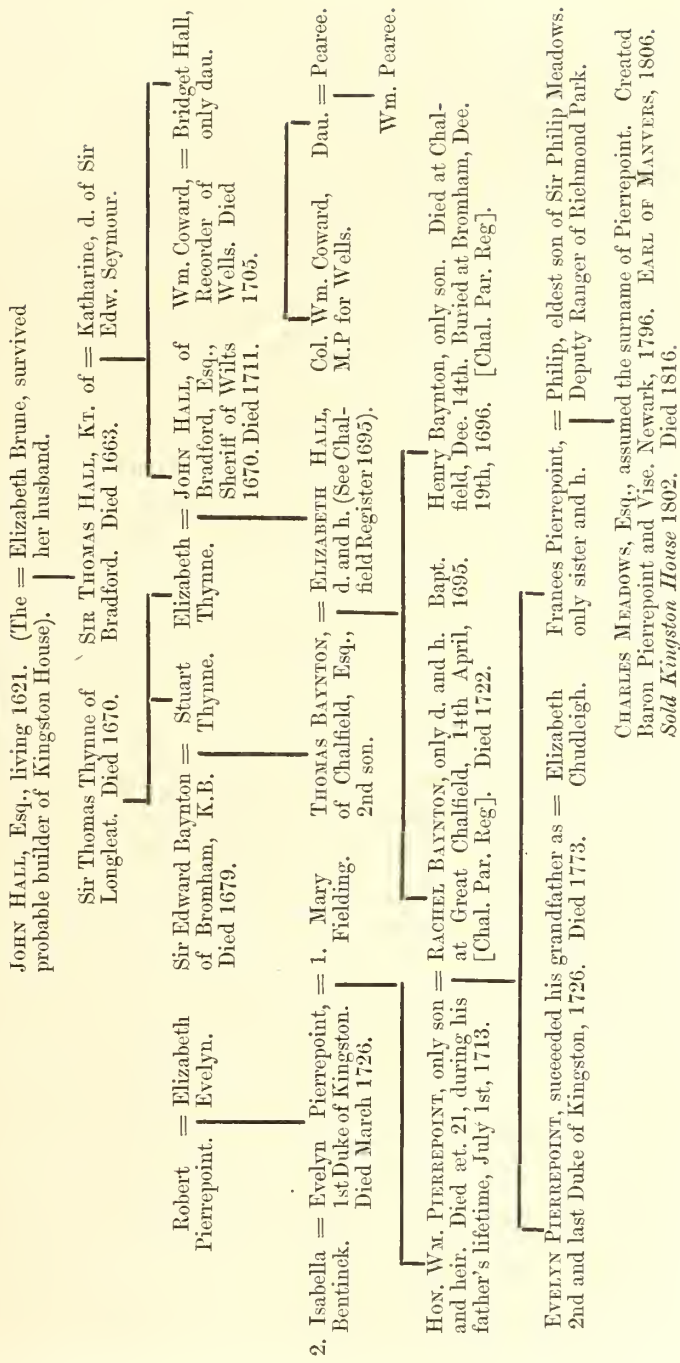 JOHN HALL, Esq., living 1621. (The = Elizabeth Brune, survived
probable builder of Kingston House). her husband.
Sir Thomas Thynne of
Longleat. Died 1670.
SIR THOMAS HALL, KT. of = Katharine, d. of Sir
Bradford. Died 1663. Edw. Seymour.
Robert = Elizabeth
Pierrepoint. Evelyn.
Sir Edward Baynton = Stuart
of Bromham, K.B. Thynne.
Died 1679.
Elizabeth = JOHN HALL, of
Thynne. Bradford, Esq.,
Sheriff of Wilts
1670. Died 1711.
Wm. Coward, = Bridget Hall,
Recorder of only dau.
Wells. Died
1705.
2. Isabella = Evelyn Pierrepoint, = 1. Mary
Bentinck. 1st Duke of Kingston. Fielding.
Died March 1726.
THOMAS BAYNTON, = ELIZABETH HALL,
of Chalfield, Esq., d. and h. (See Chal-
2nd son. field Register 1695).
Col. Wm. Coward,
M.P for Wells.
Dau. = Pearce.
Wm. Pearce.
HON. WM. PIERREPOINT, only son = RACHEL BAYNTON, only d. and h. Bapt.
and heir. Died æt. 21, during his at Great Chalfield, 14th April, 1695.
father's lifetime, July 1st, 1713. [Chal. Par. Reg]. Died 1722.
Henry Baynton, only son. Died at Chal-
field, Dec. 14th. Buried at Bromham, Dec.
19th, 1696. [Chal. Par. Reg].
EVELYN PIERREPOINT, succeeded his grandfather as = Elizabeth
2nd and last Duke of Kingston, 1726. Died 1773. Chudleigh.
Frances Pierrepoint, = Philip, eldest son of Sir Philip Meadows.
only sister and h. Deputy Ranger of Richmond Park.
CHARLES MEADOWS, Esq., assumed the surname of Pierrepoint. Created
Baron Pierrepoint and Visc. Newark, 1796. EARL OF MANVERS, 1806.
Sold Kingston House 1802. Died 1816.